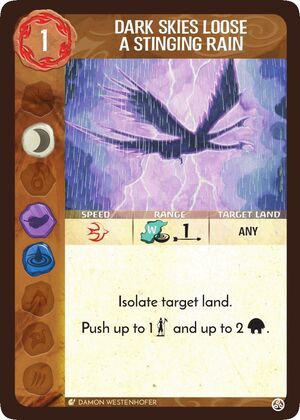 1
DARK SKIES LOOSE
A STINGING RAIN
SPEED RANGE TARGET LAND
W 1 ANY
Isolate target land.
Push up to 1 and up to 2 .
DAMON WESTENHOFER